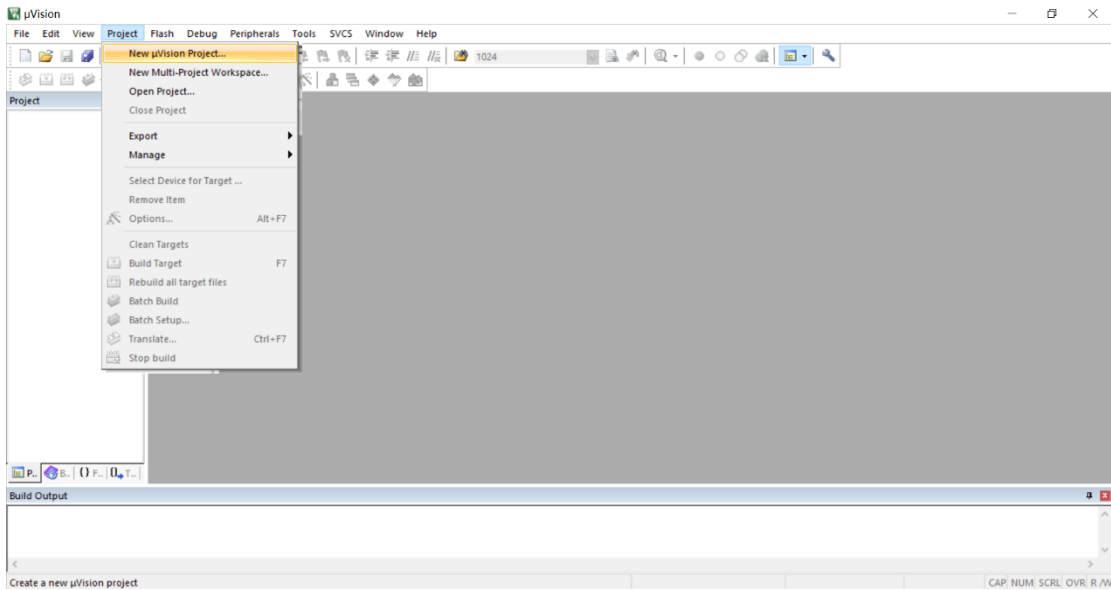 µVision
File Edit View Project Flash Debug Peripherals Tools SVCS Window Help
New µVision Project...
1024
New Multi-Project Workspace...
Project
Open Project...
Close Project
Export
Manage
Select Device for Target ...
Remove Item
Options... Alt+F7
Clean Targets
Build Target F7
Rebuild all target files
Batch Build
Batch Setup...
Translate... Ctrl+F7
Stop build
P.. B.. {} F.. 0 T..
Build Output
Create a new µVision project
CAP NUM SCRL OVR R/W